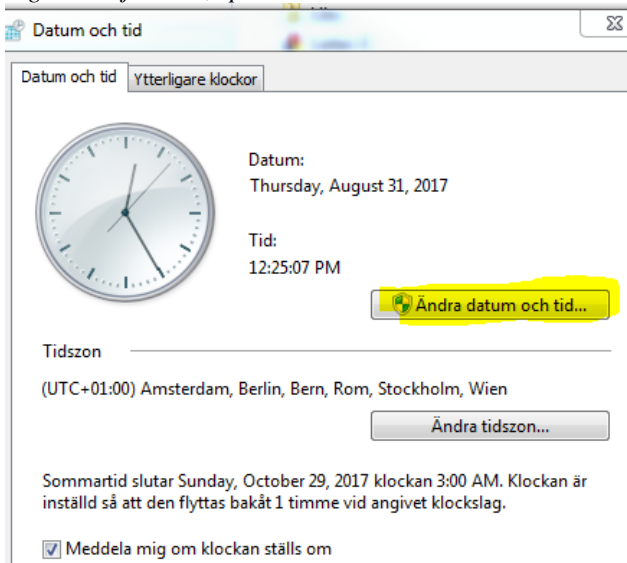 Datum och tid
Datum och tid Ytterligare klockor
Datum:
Thursday, August 31, 2017
Tid:
12:25:07 PM
Ändra datum och tid...
Tidszon
(UTC+01:00) Amsterdam, Berlin, Bern, Rom, Stockholm, Wien
Ändra tidszon...
Sommartid slutar Sunday, October 29, 2017 klockan 3:00 AM. Klockan är
inställd så att den flyttas bakåt 1 timme vid angivet klockslag.
Meddela mig om klockan ställs om